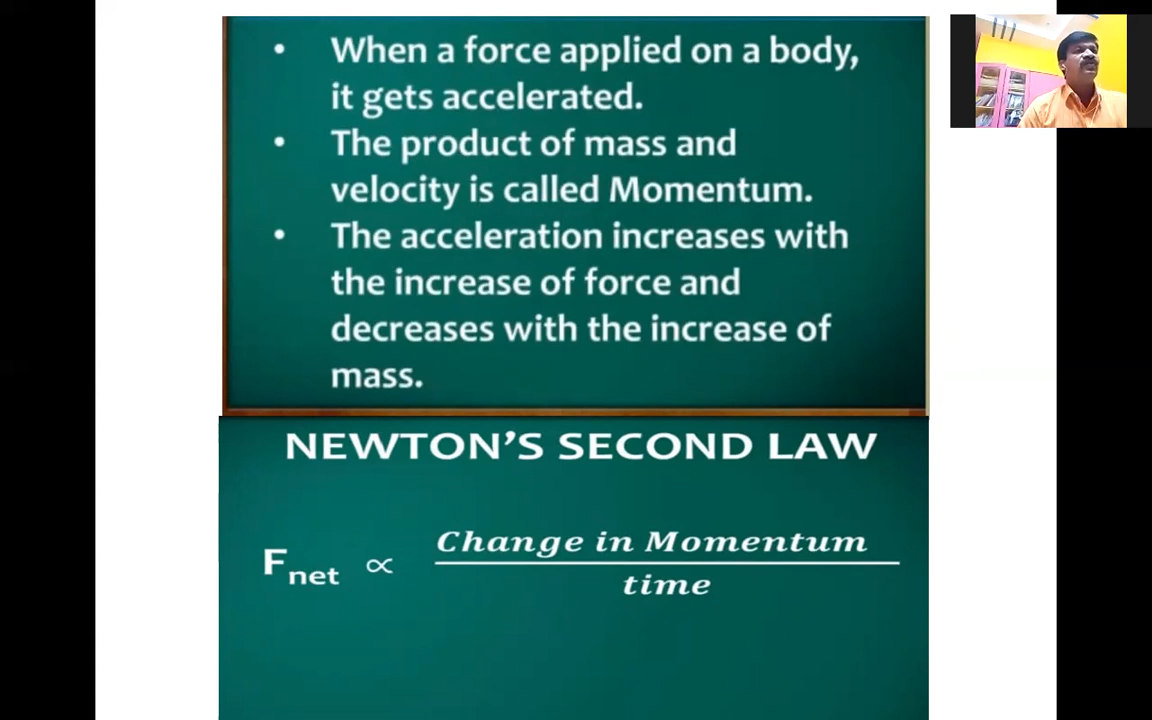 • When a force applied on a body,
it gets accelerated.
• The product of mass and
velocity is called Momentum.
• The acceleration increases with
the increase of force and
decreases with the increase of
mass.
NEWTON'S SECOND LAW
Fnet ∝ Change in Momentum
time